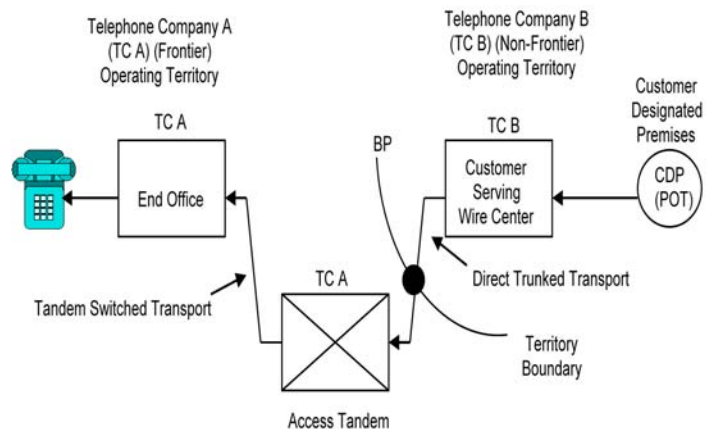 Telephone Company A
(TC A) (Frontier)
Operating Territory
Telephone Company B
(TC B) (Non-Frontier)
Operating Territory
Customer
Designated
Premises
TC A
End Office
BP
TC B
Customer
Serving
Wire Center
CDP
(POT)
Tandem Switched Transport
TC A
Direct Trunked Transport
Territory
Boundary
Access Tandem